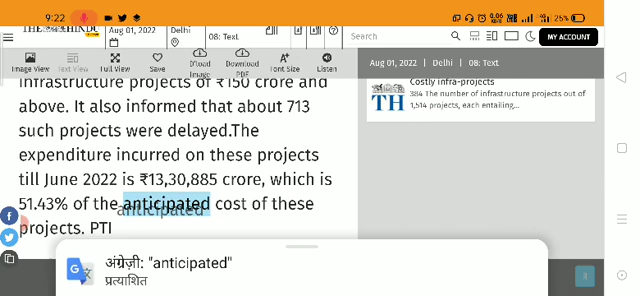 9:22
0.06 KB/s
25%
THE HINDU
Aug 01, 2022
Delhi
08: Text
Search
MY ACCOUNT
Image View
Text View
Full View
Save
D'load Image
Download PDF
Font Size
Listen
Aug 01, 2022 | Delhi | 08: Text
infrastructure projects of ₹150 crore and
above. It also informed that about 713
such projects were delayed.The
expenditure incurred on these projects
till June 2022 is ₹13,30,885 crore, which is
51.43% of the anticipated cost of these
anticipated
projects. PTI
Costly infra-projects
384 The number of infrastructure projects out of
1,514 projects, each entailing...
TH
अंग्रेज़ी: "anticipated"
प्रत्याशित